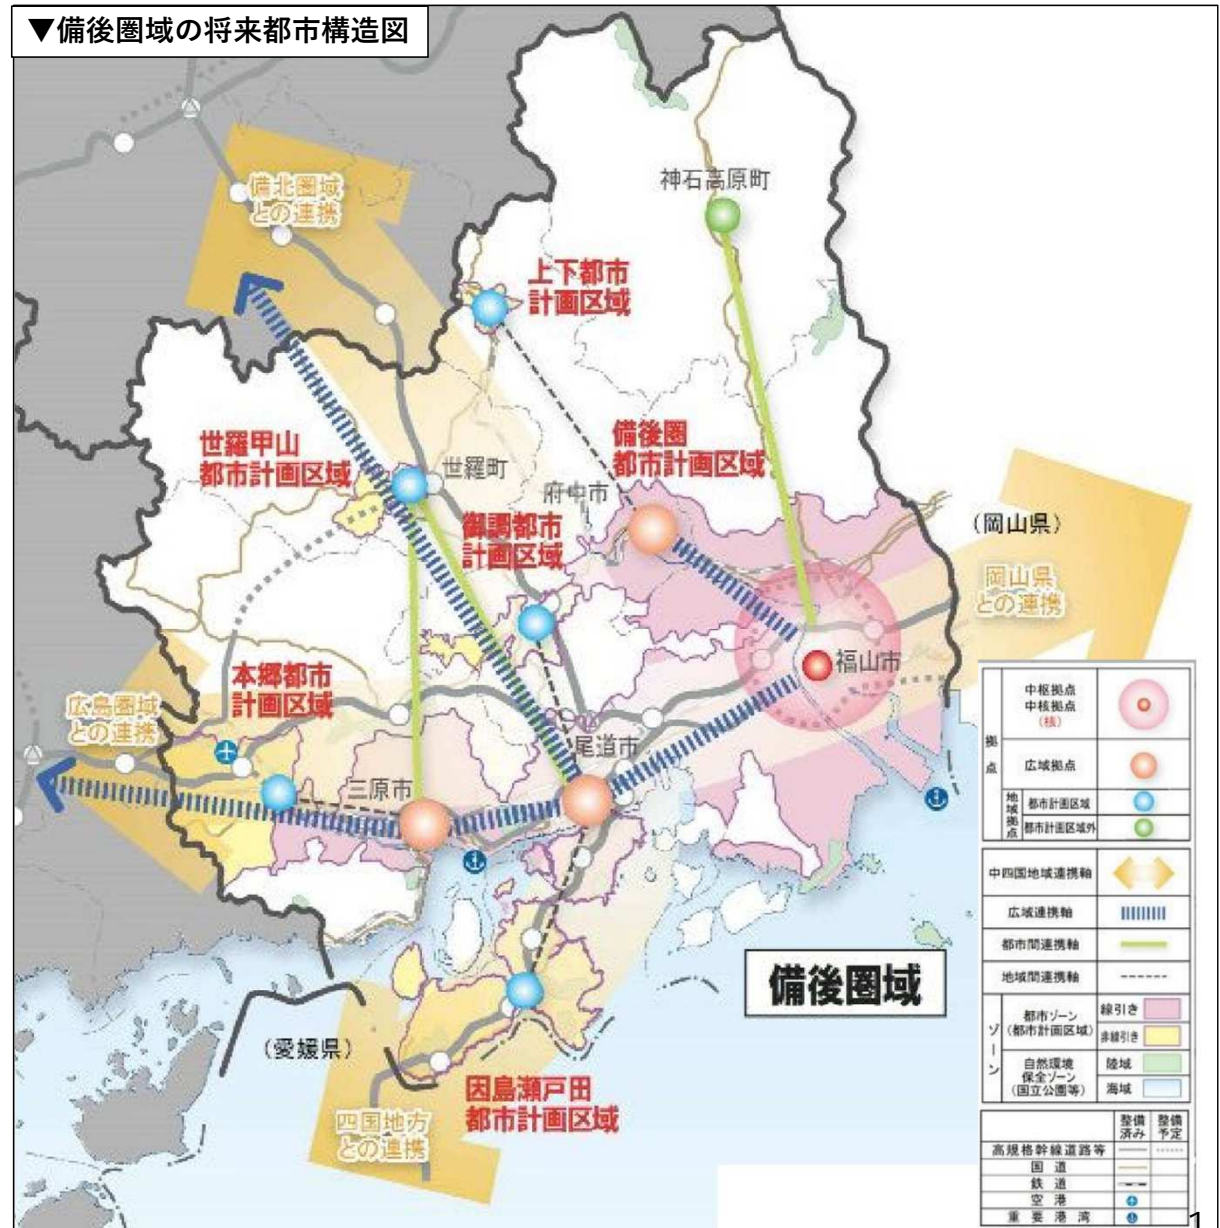 ▼備後圏域の将来都市構造図
神石高原町
備北圏域
との連携
上下都市
計画区域
世羅甲山
都市計画区域
世羅町
備後圏
都市計画区域
府中市
御調都市
計画区域
(岡山県)
岡山県
との連携
福山市
本郷都市
計画区域
広島圏域
との連携
尾道市
三原市
備後圏域
(愛媛県)
因島瀬戸田
都市計画区域
四国地方
との連携
拠点
中枢拠点
中核拠点
(核)
広域拠点
地域拠点
都市計画区域
都市計画区域外
中四国地域連携軸
広域連携軸
都市間連携軸
地域間連携軸
ゾーン
都市ゾーン
(都市計画区域)
線引き
非線引き
自然環境
保全ゾーン
(国立公園等)
陸域
海域
整備
済み
整備
予定
高規格幹線道路等
国道
鉄道
空港
重要港湾
1